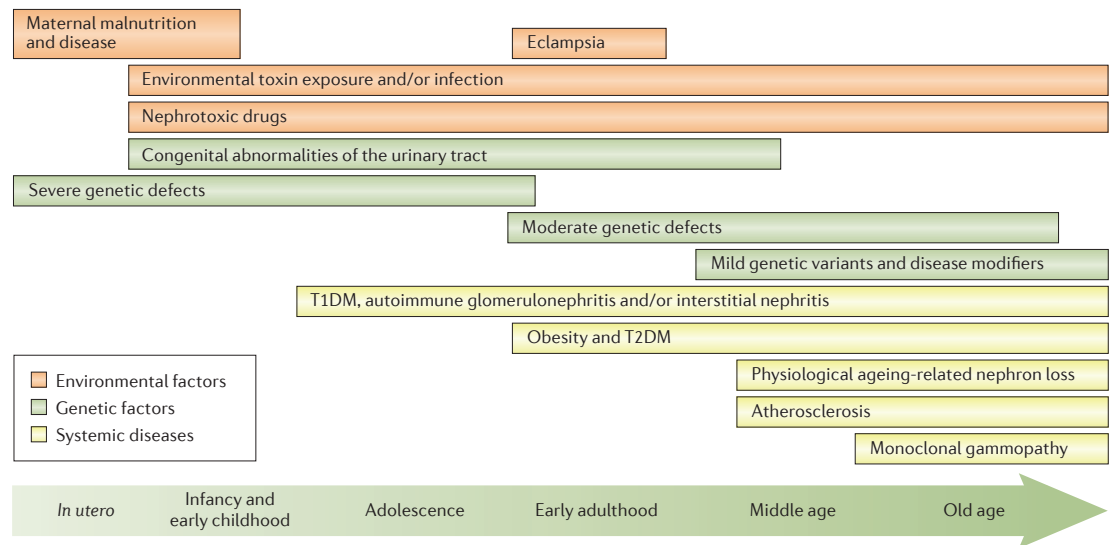 Maternal malnutrition
and disease
Eclampsia
Environmental toxin exposure and/or infection
Nephrotoxic drugs
Congenital abnormalities of the urinary tract
Severe genetic defects
Moderate genetic defects
Mild genetic variants and disease modifiers
T1DM, autoimmune glomerulonephritis and/or interstitial nephritis
Obesity and T2DM
Physiological ageing-related nephron loss
Atherosclerosis
Monoclonal gammopathy
Environmental factors
Genetic factors
Systemic diseases
In utero
Infancy and
early childhood
Adolescence
Early adulthood
Middle age
Old age